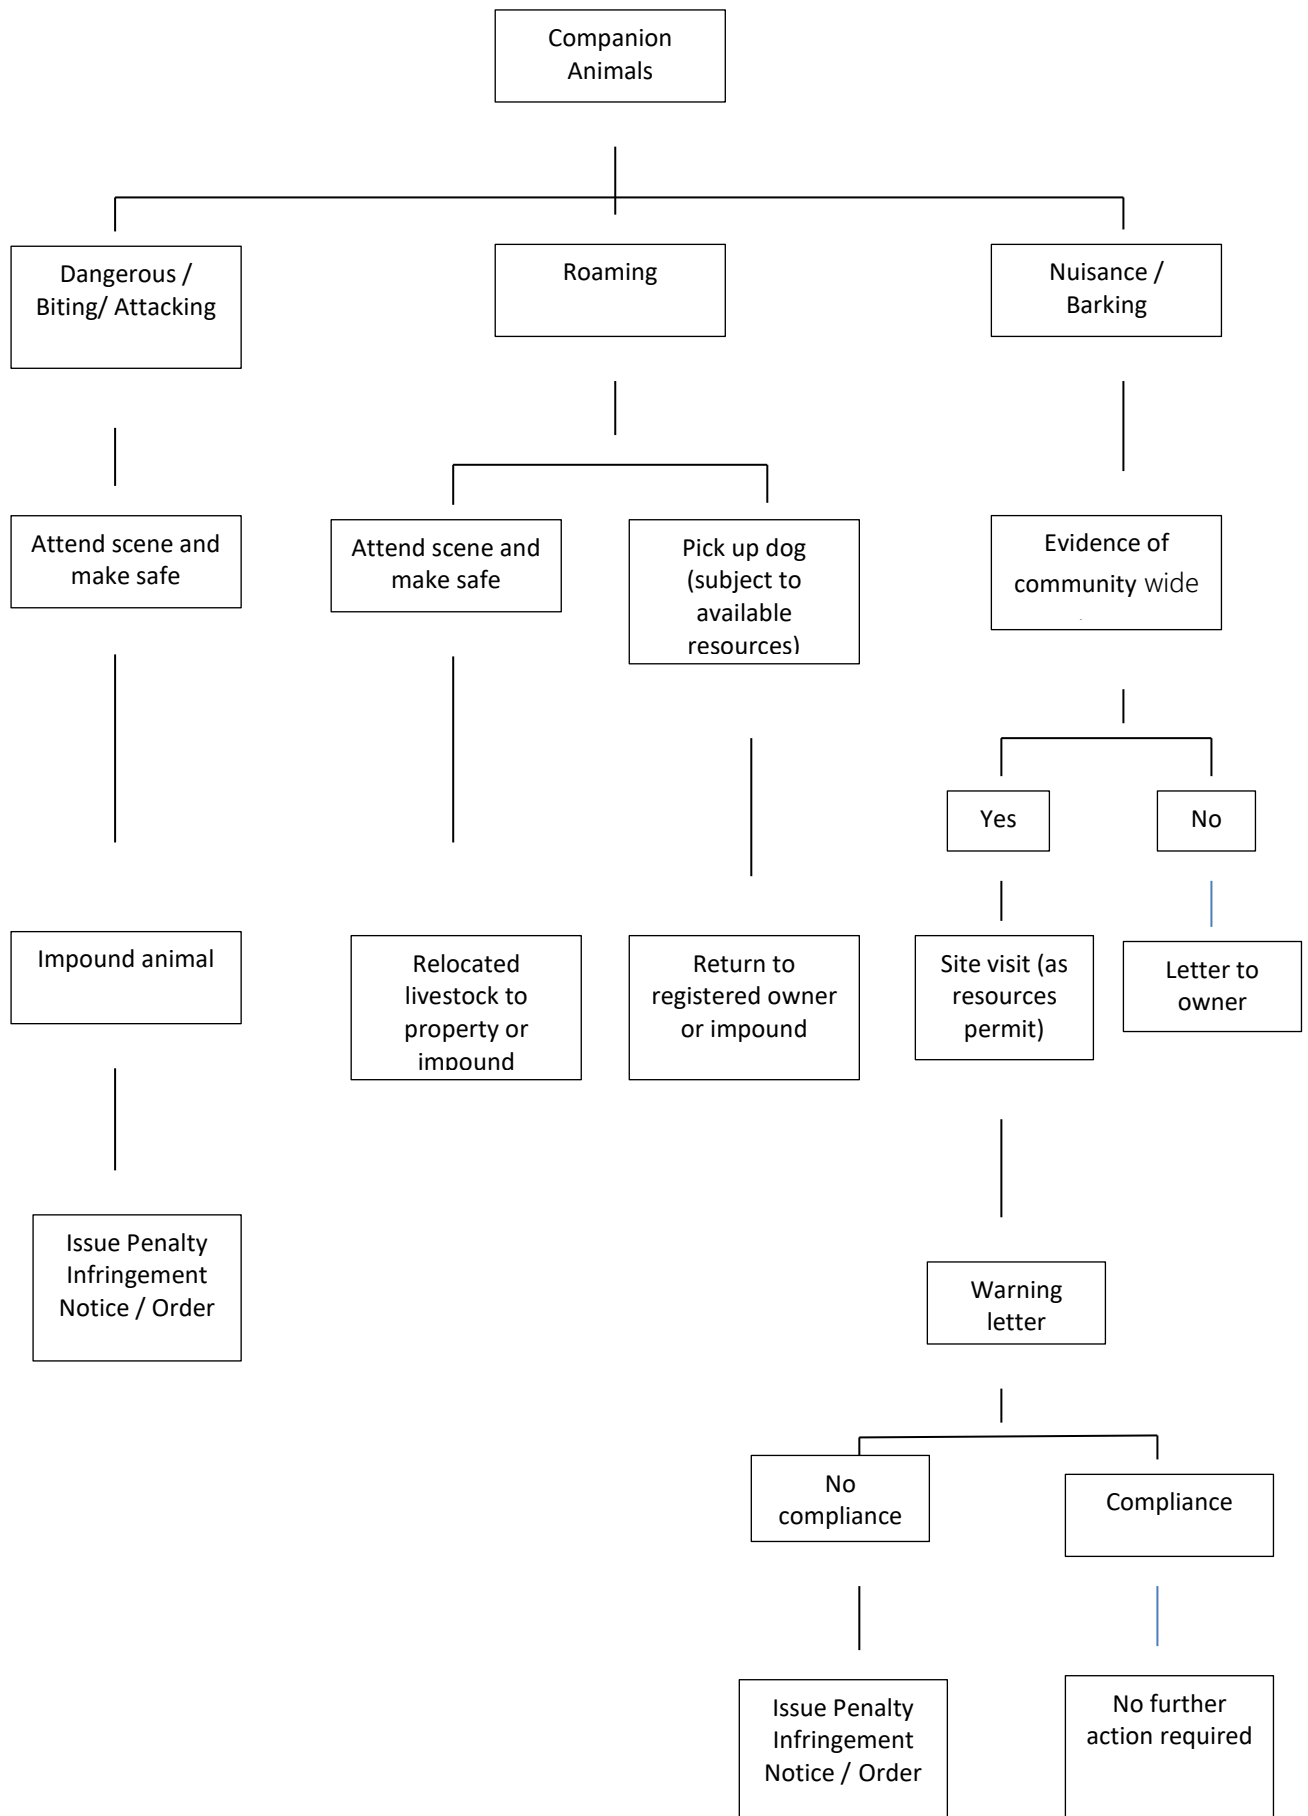 Companion
Animals
Dangerous /
Biting/ Attacking
Roaming
Nuisance /
Barking
Attend scene and
make safe
Attend scene and
make safe
Pick up dog
(subject to
available
resources)
Evidence of
community wide
Yes
No
Impound animal
Relocated
livestock to
property or
impound
Return to
registered owner
or impound
Site visit (as
resources
permit)
Letter to
owner
Issue Penalty
Infringement
Notice / Order
Warning
letter
No
compliance
Compliance
Issue Penalty
Infringement
Notice / Order
No further
action required